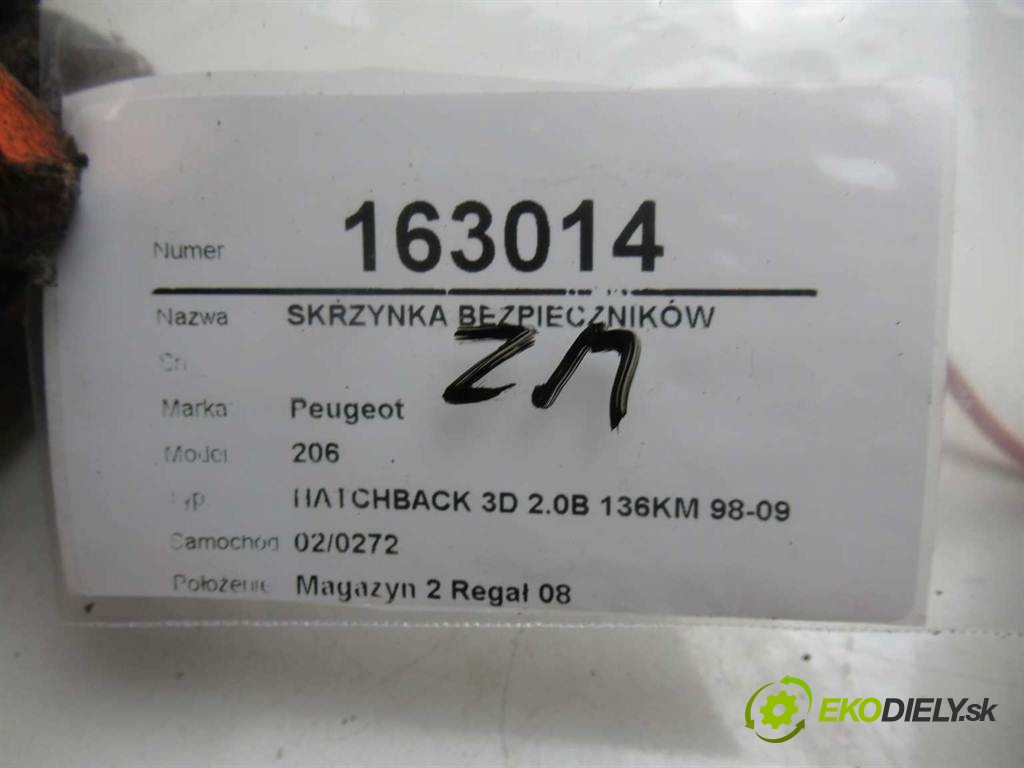 Numer 163014
Nazwa SKRZYNKA BEZPIECZNIKÓW
Marka Peugeot
Model 206
HATCHBACK 3D 2.0B 136KM 98-09
Samochod 02/0272
Położenie Magazyn 2 Regał 08
EKODIELY.sk